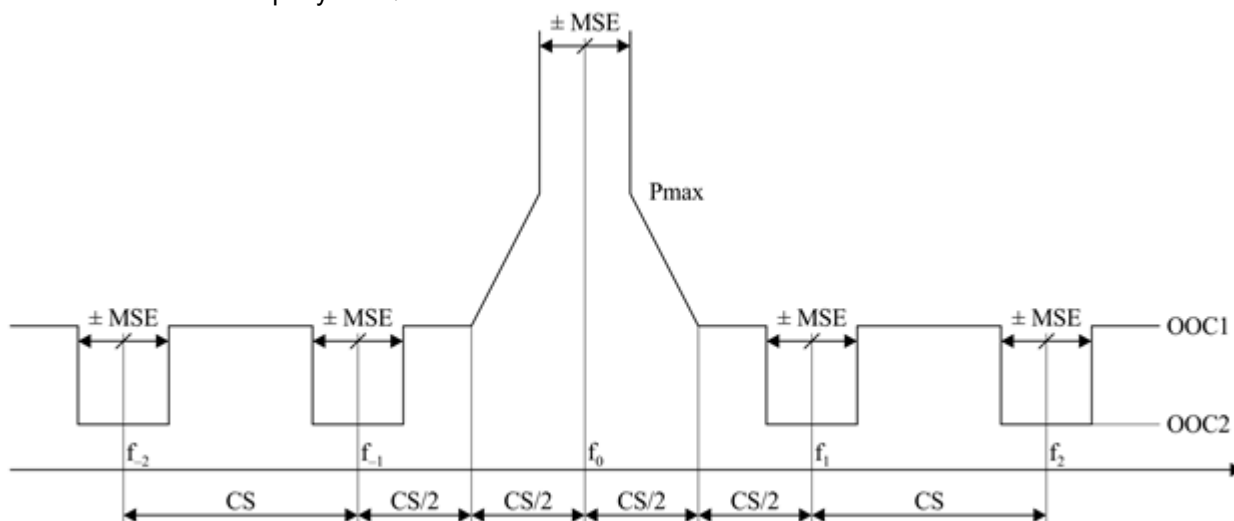 ± MSE
Pmax
± MSE ± MSE ± MSE ± MSE
OOC1
OOC2
f–2 f–1 f0 f1 f2
CS CS/2 CS/2 CS/2 CS/2 CS